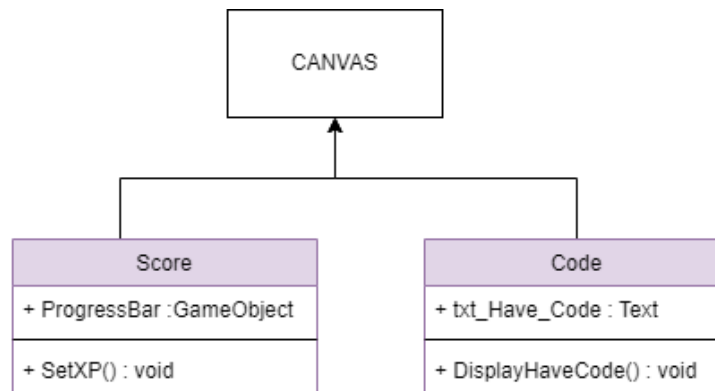 CANVAS
Score
+ ProgressBar :GameObject
+ SetXP() : void
Code
+ txt_Have_Code : Text
+ DisplayHaveCode() : void